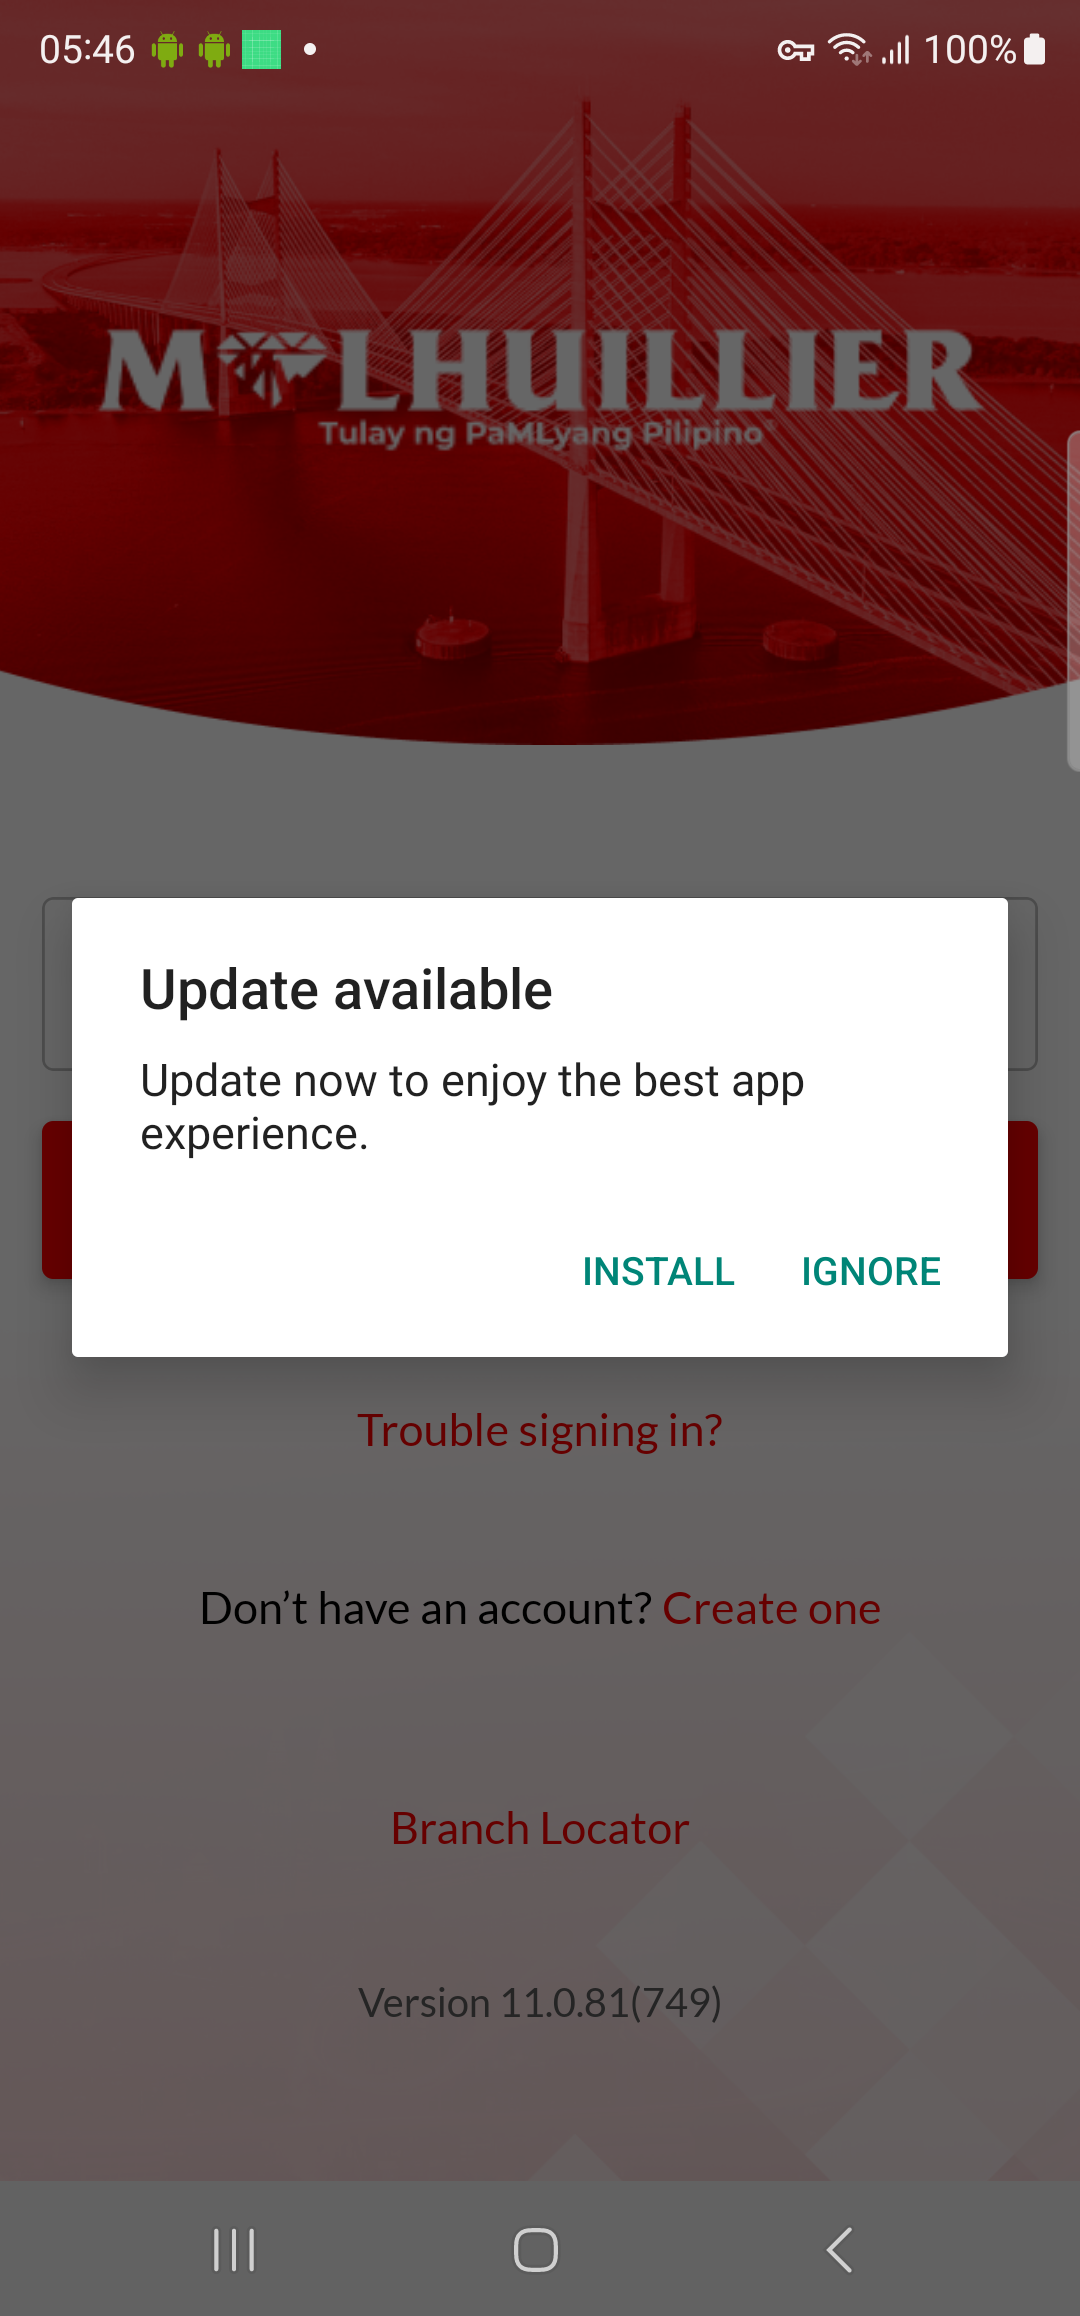 05:46
100%
M LHUILLIER
Tulay ng PaMLyang Pilipino
Update available
Update now to enjoy the best app
experience.
INSTALL IGNORE
Trouble signing in?
Don’t have an account? Create one
Branch Locator
Version 11.0.81(749)